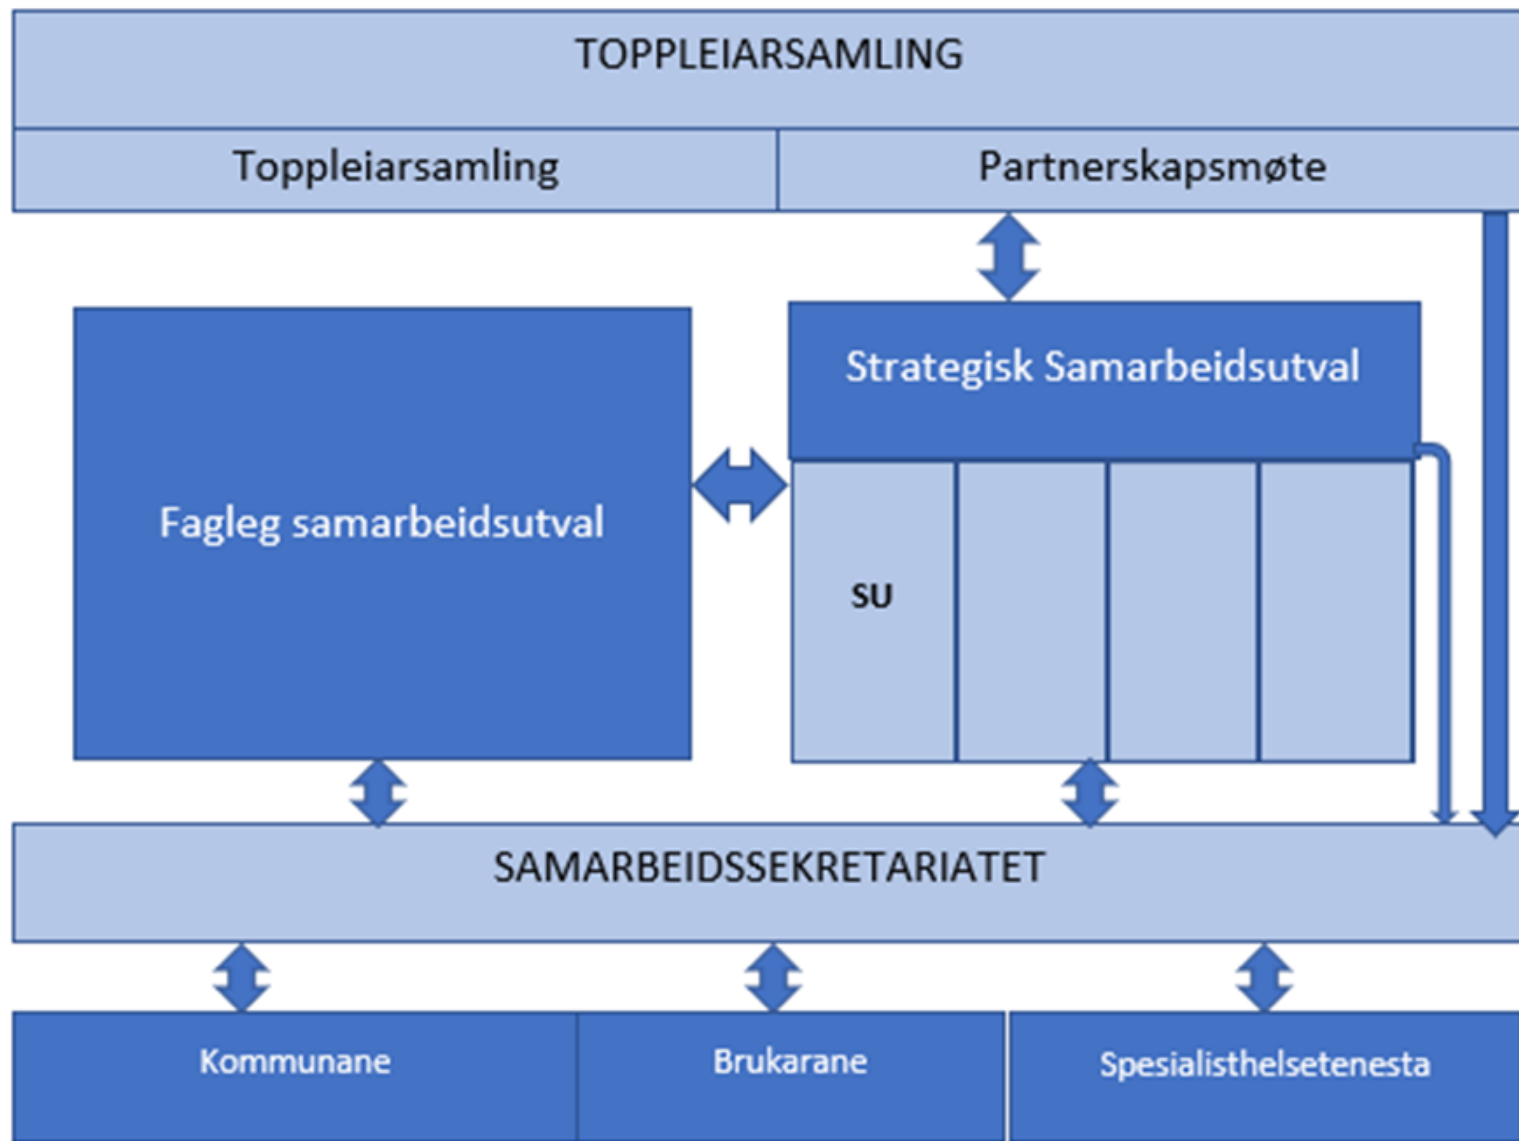 TOPPLEIARSAMLING
Toppleiarsamling
Partnerskapsmøte
Strategisk Samarbeidsutval
Fagleg samarbeidsutval
SU
SAMARBEIDSSEKRETARIATET
Kommunane
Brukarane
Spesialisthelsetenesta